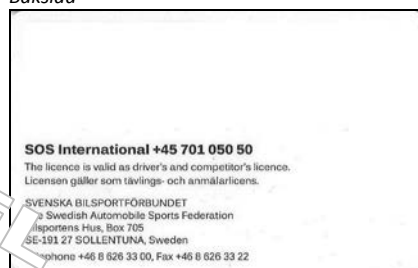 SOS International +45 701 050 50
The licence is valid as driver's and competitor's licence.
Licensen gäller som tävlings- och anmälarlicens.
SVENSKA BILSPORTFÖRBUNDET
Swedish Automobile Sports Federation
Bilsportens Hus, Box 705
SE-191 27 SOLLENTUNA, Sweden
+46 8 626 33 00, Fax +46 8 626 33 22